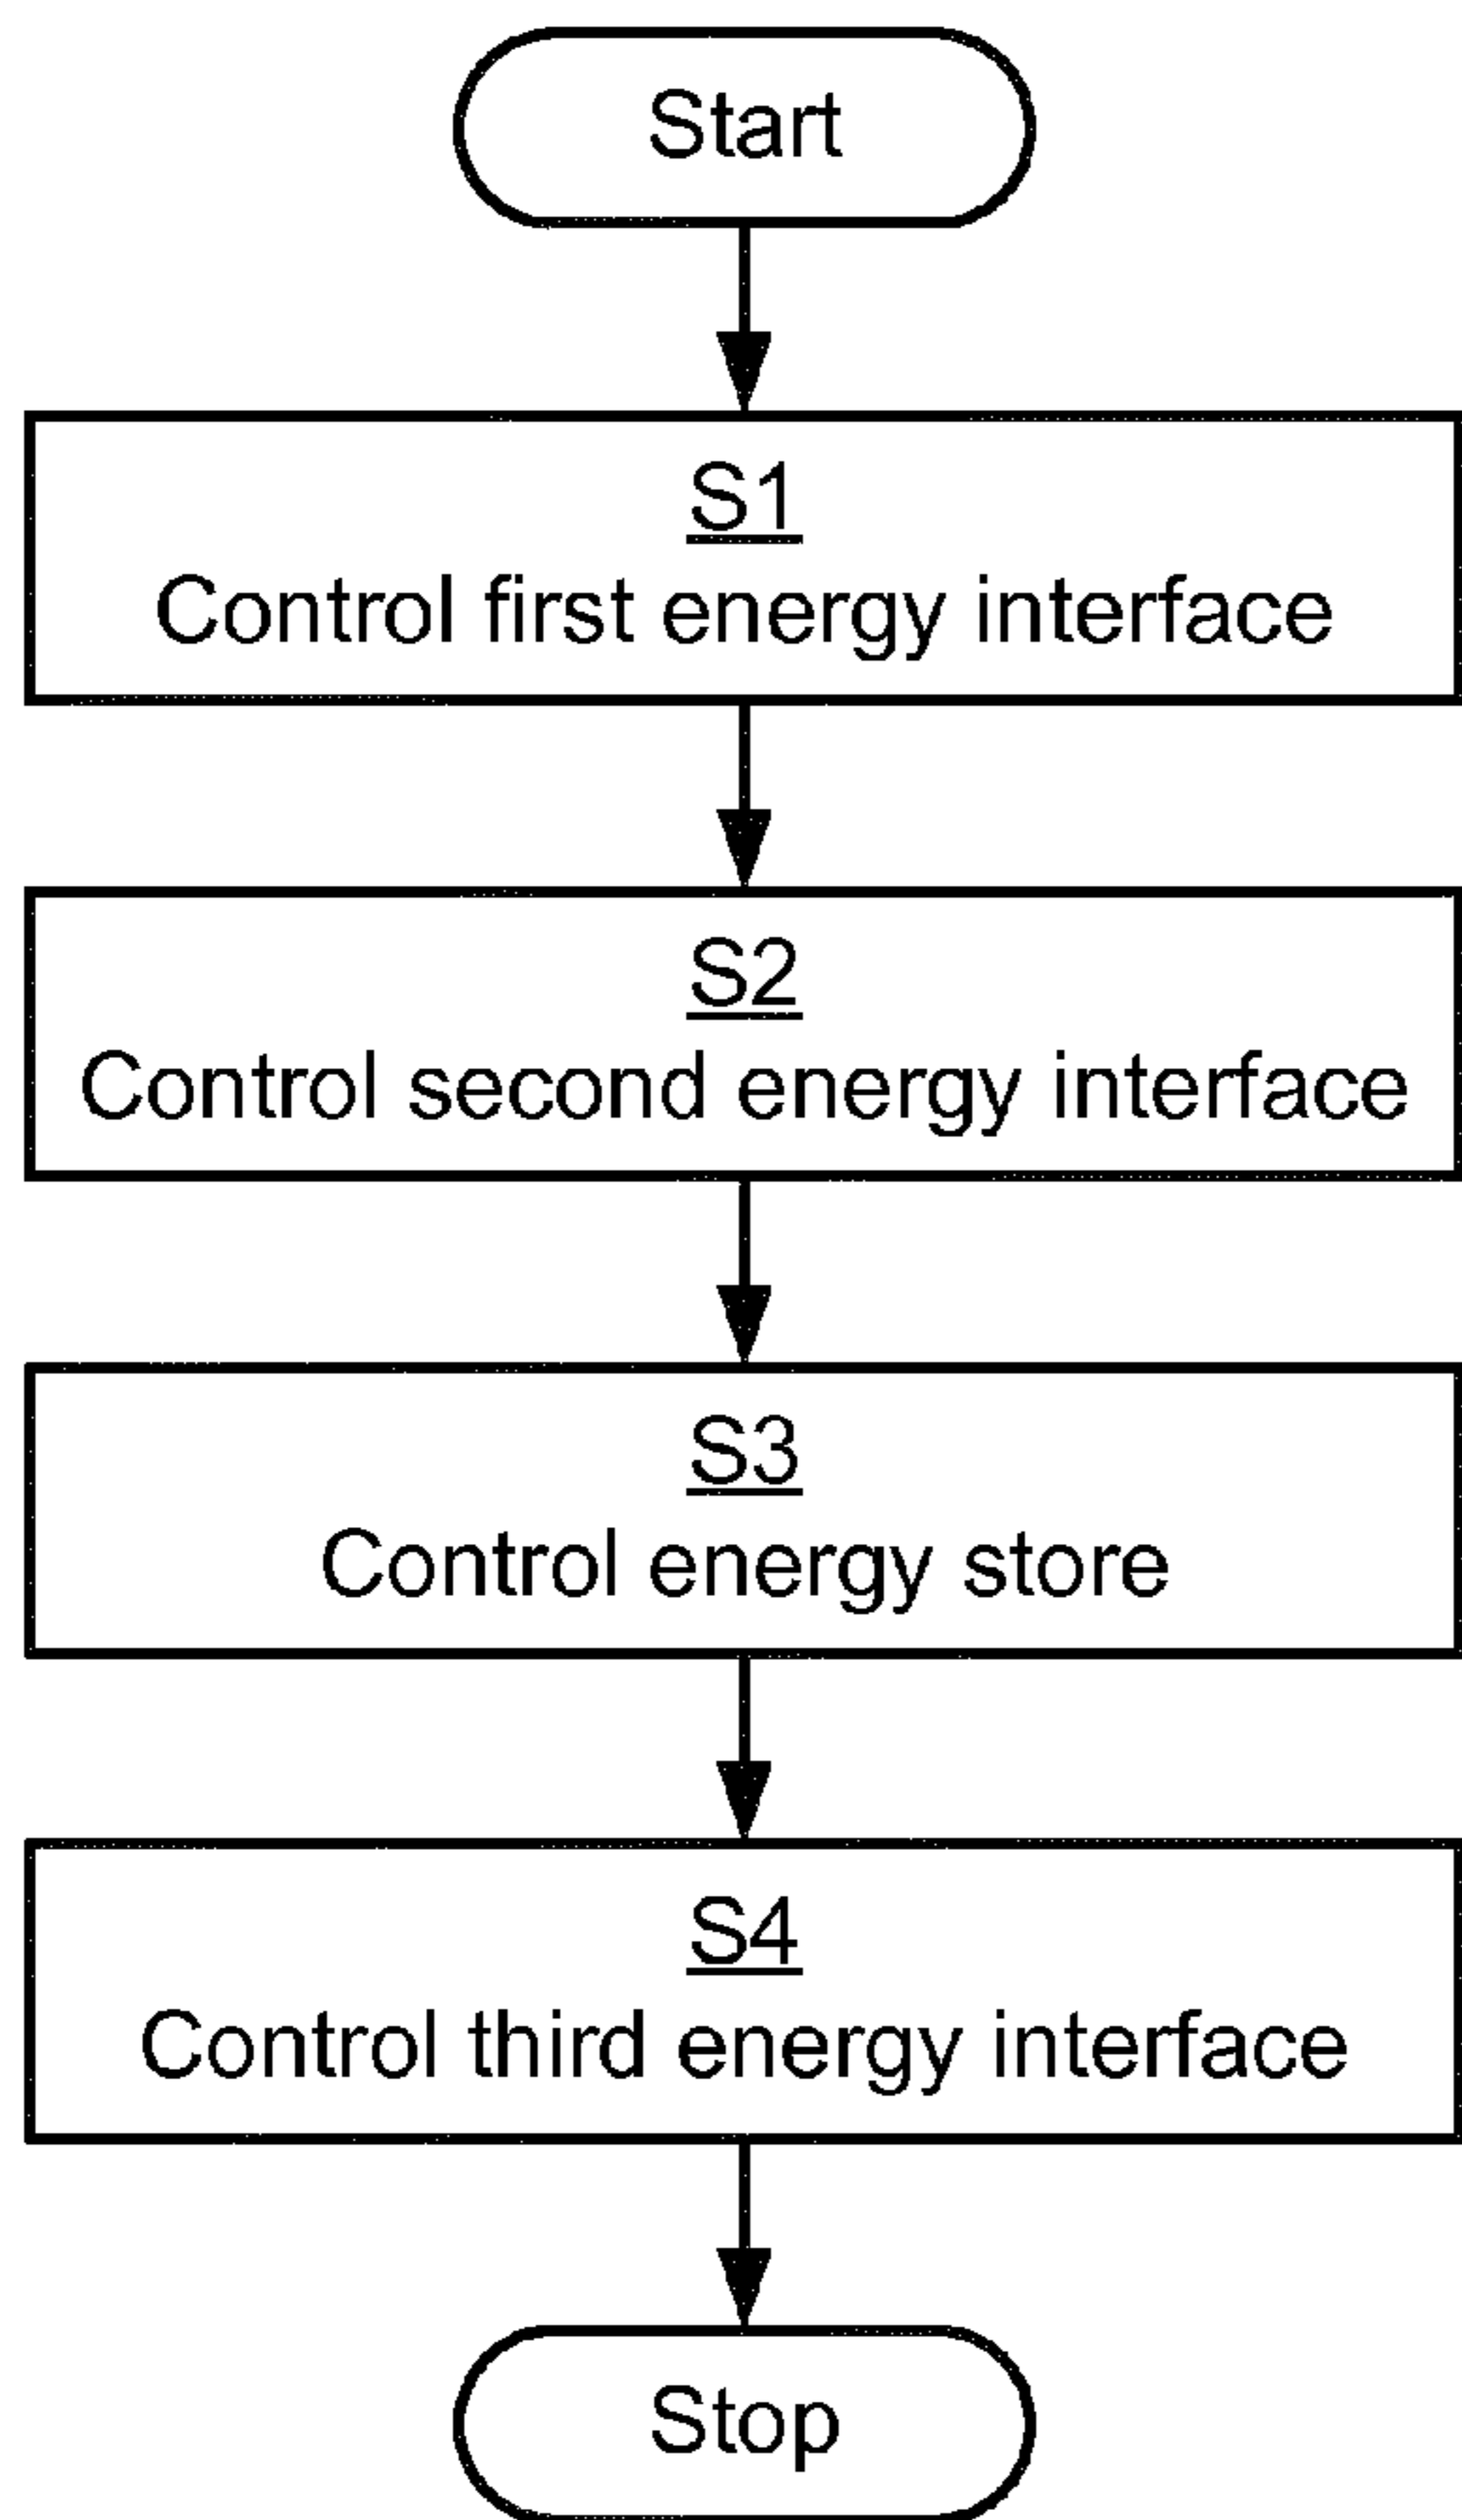 Start
S1
Control first energy interface
S2
Control second energy interface
S3
Control energy store
S4
Control third energy interface
Stop